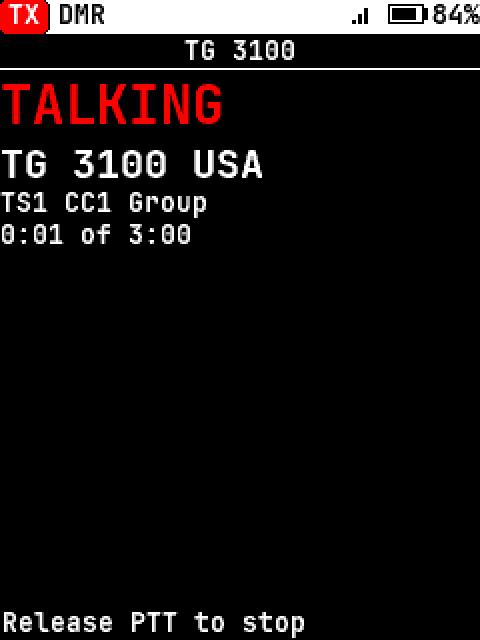 TX DMR 84%
TG 3100
TALKING
TG 3100 USA
TS1 CC1 Group
0:01 of 3:00
Release PTT to stop